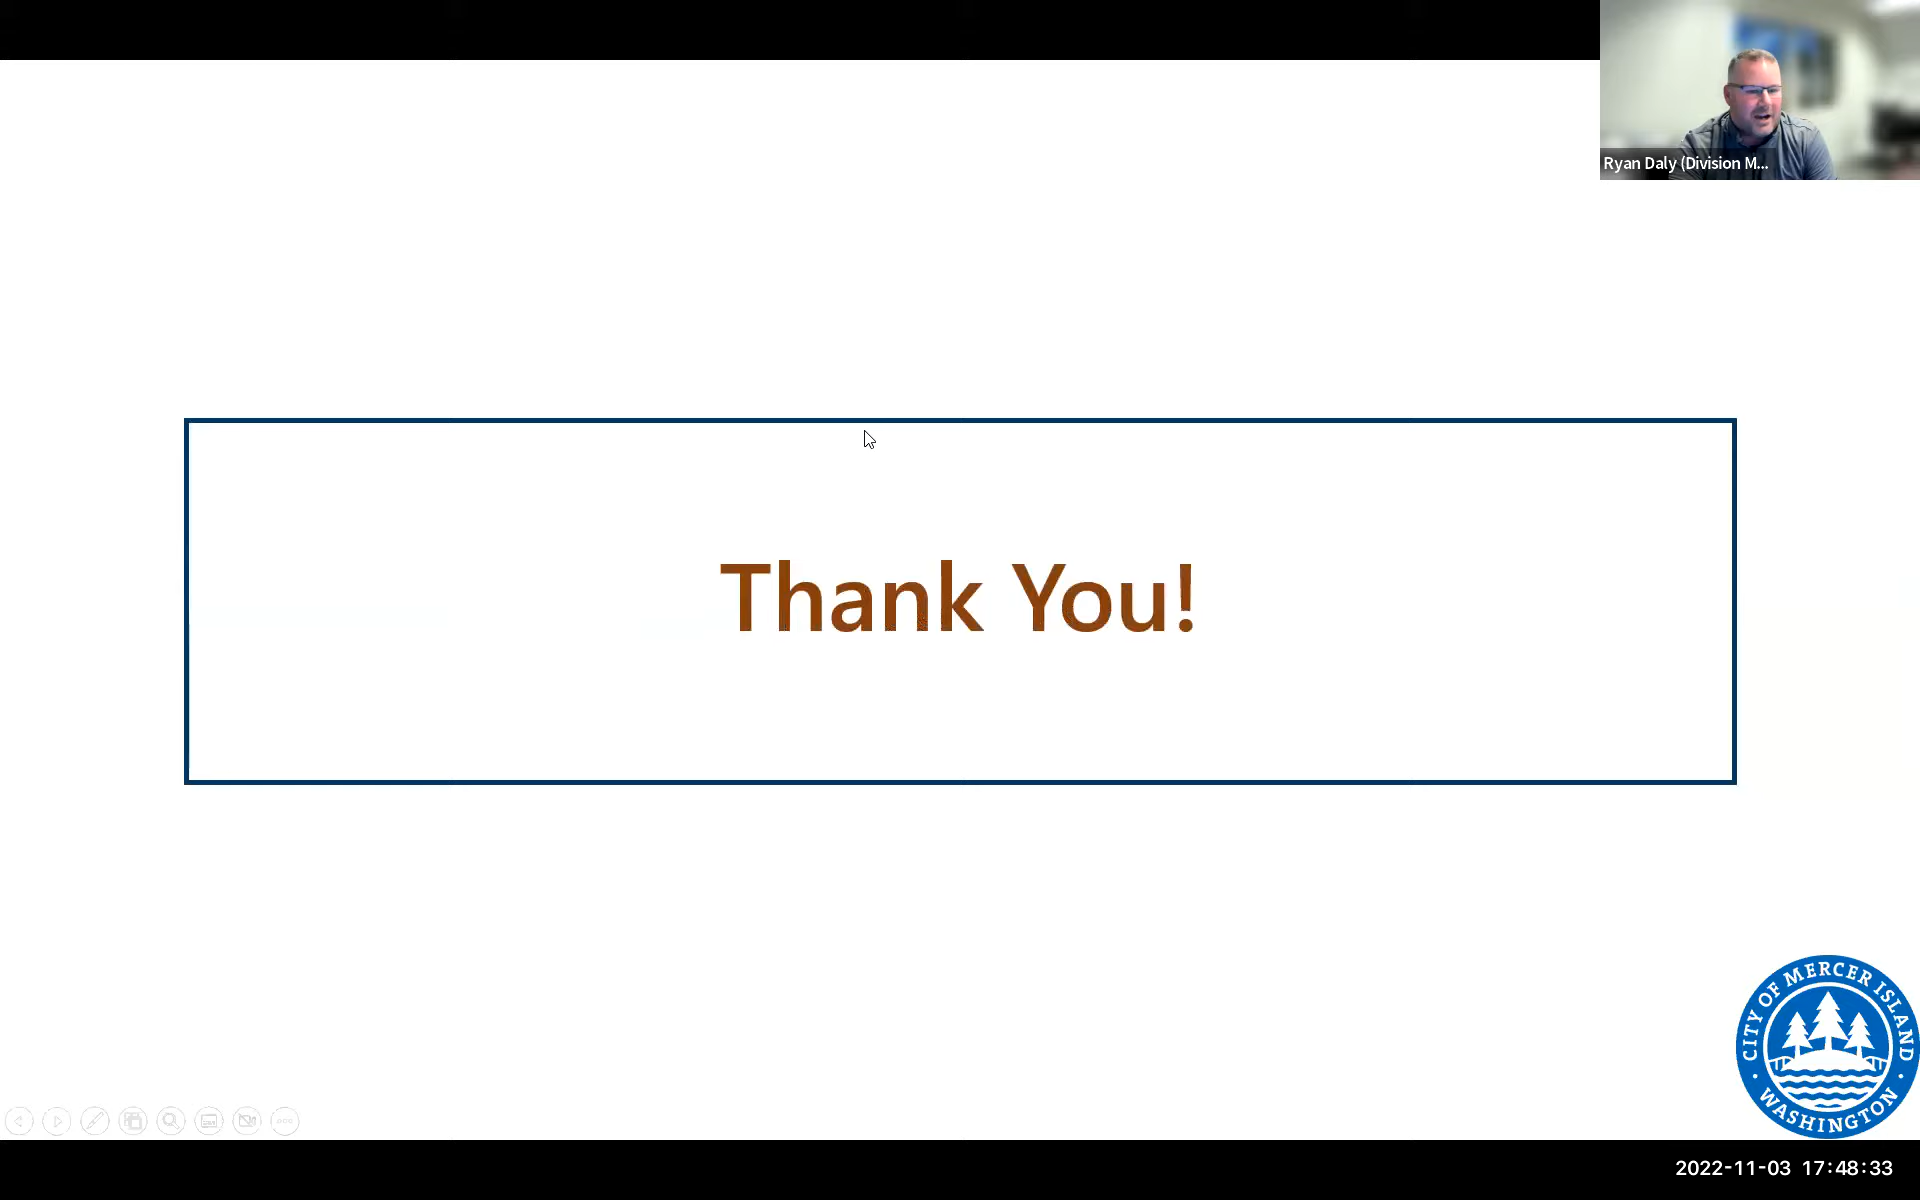 Ryan Daly (Division M...
Thank You!
CITY OF MERCER ISLAND
WASHINGTON
2022-11-03 17:48:33